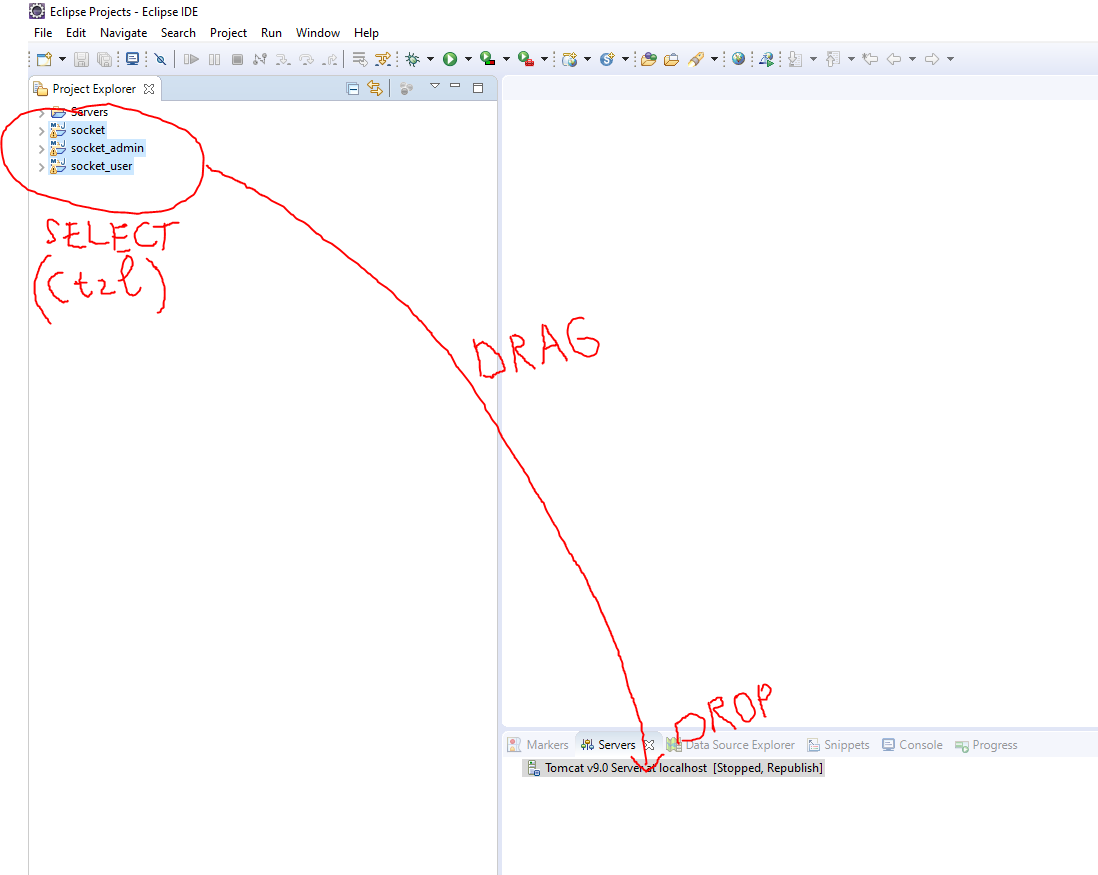 Eclipse Projects - Eclipse IDE
File Edit Navigate Search Project Run Window Help
Project Explorer
Servers
socket
socket_admin
socket_user
SELECT
(Ctrl)
DRAG
DROP
Markers Servers Data Source Explorer Snippets Console Progress
Tomcat v9.0 Server at localhost [Stopped, Republish]